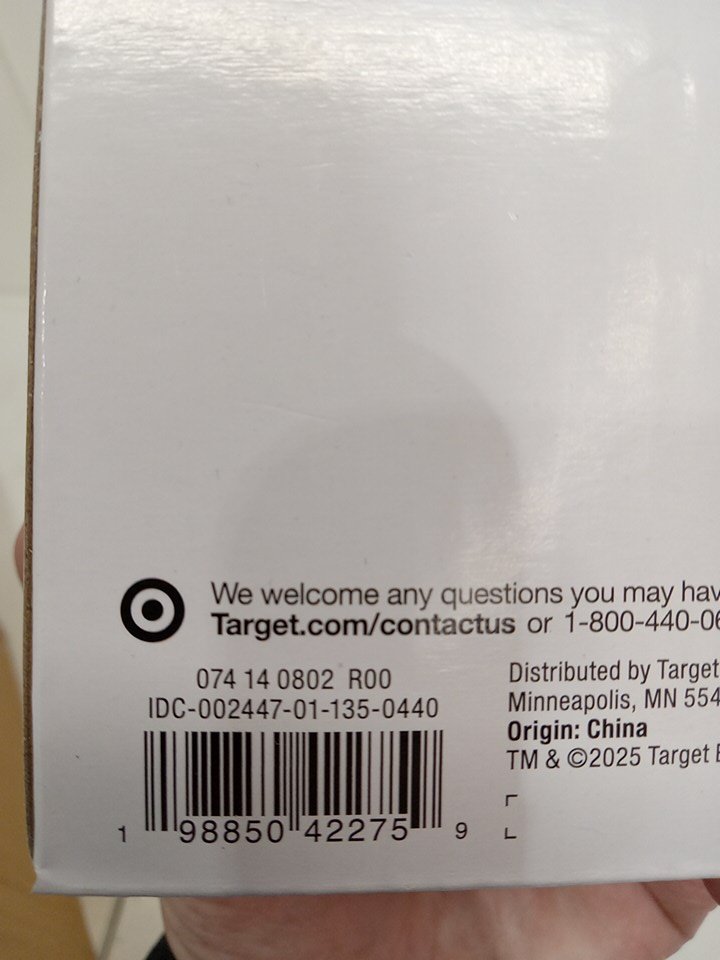 We welcome any questions you may hav
Target.com/contactus or 1-800-440-06
074 14 0802 R00
IDC-002447-01-135-0440
1 98850 42275 9
Distributed by Target
Minneapolis, MN 554
Origin: China
TM & ©2025 Target